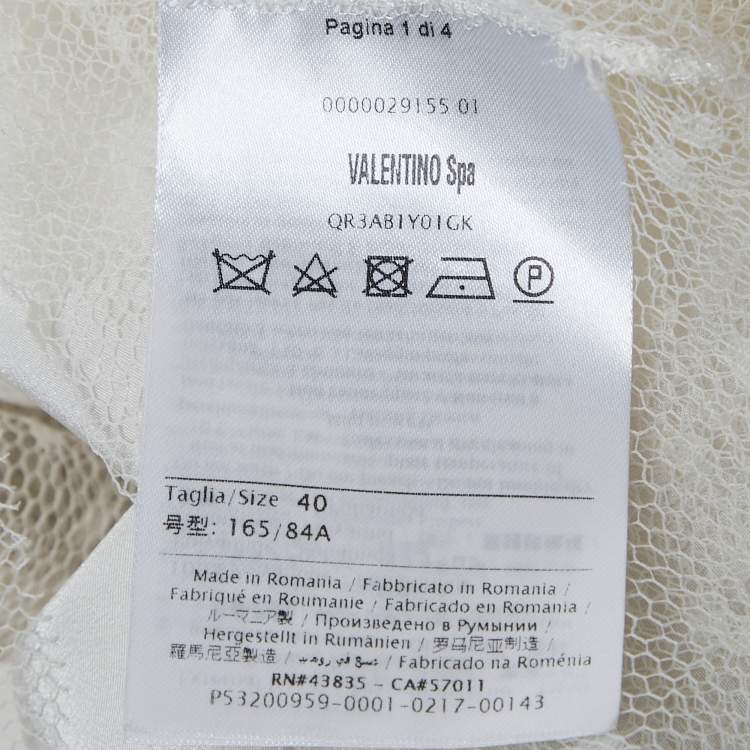 Pagina 1 di 4
0000029155 01
VALENTINO Spa
QR3AB1Y01GK
P
Taglia/Size 40
号型: 165/84A
Made in Romania / Fabbricato in Romania /
Fabriqué en Roumanie / Fabricado en Romania /
ルーマニア製 / Произведено в Румынии /
Hergestellt in Rumänien / 罗马尼亚制造 /
羅馬尼亞製造 / / Fabricado na Roménia
RN#43835 - CA#57011
P53200959-0001-0217-00143